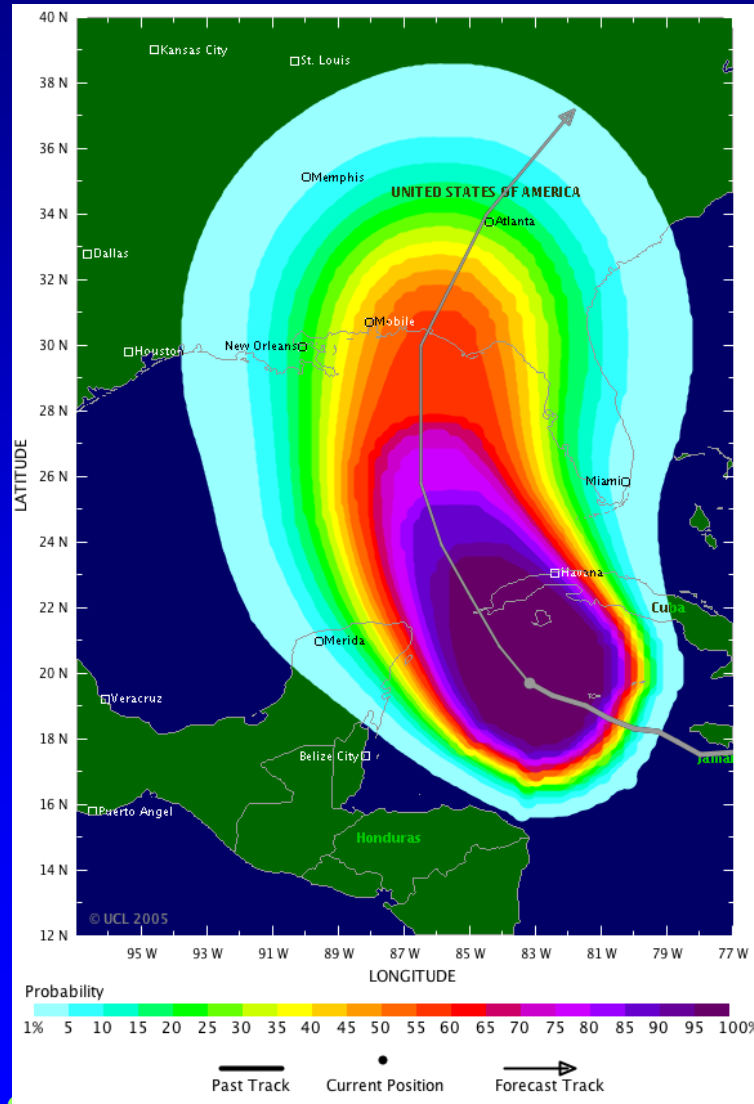 40 N
Kansas City
St. Louis
38 N
36 N
Memphis
UNITED STATES OF AMERICA
34 N
Atlanta
Dallas
32 N
Mobile
30 N
New Orleans
Houston
28 N
26 N
Miami
24 N
Havana
22 N
Cuba
Merida
20 N
Veracruz
18 N
Belize City
Jamai
16 N
Puerto Angel
Honduras
14 N
© UCL 2005
12 N
LATITUDE
95 W 93 W 91 W 89 W 87 W 85 W 83 W 81 W 79 W 77 W
LONGITUDE
Probability
1% 5 10 15 20 25 30 35 40 45 50 55 60 65 70 75 80 85 90 95 100%
Past Track Current Position Forecast Track